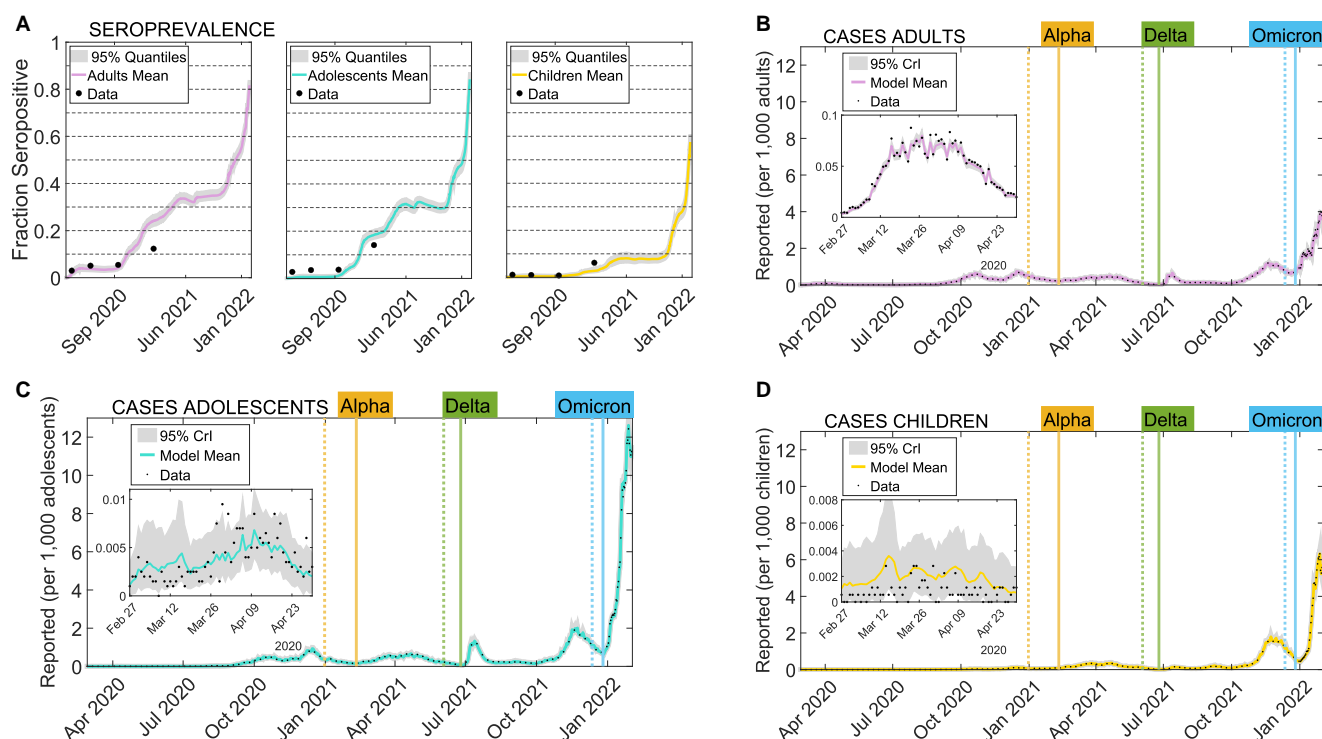 A
SEROPREVALENCE
Fraction Seropositive
1
0.8
0.6
0.4
0.2
0
95% Quantiles
Adults Mean
Data
Sep 2020
Jun 2021
Jan 2022
95% Quantiles
Adolescents Mean
Data
Sep 2020
Jun 2021
Jan 2022
95% Quantiles
Children Mean
Data
Sep 2020
Jun 2021
Jan 2022
B
CASES ADULTS
Alpha
Delta
Omicron
Reported (per 1,000 adults)
12
10
8
6
4
2
0
95% CrI
Model Mean
Data
0.1
0.05
0
Feb 27
Mar 12
Mar 26
Apr 09
Apr 23
2020
Apr 2020
Jul 2020
Oct 2020
Jan 2021
Apr 2021
Jul 2021
Oct 2021
Jan 2022
C
CASES ADOLESCENTS
Alpha
Delta
Omicron
Reported (per 1,000 adolescents)
12
10
8
6
4
2
0
95% CrI
Model Mean
Data
0.01
0.005
0
Feb 27
Mar 12
Mar 26
Apr 09
Apr 23
2020
Apr 2020
Jul 2020
Oct 2020
Jan 2021
Apr 2021
Jul 2021
Oct 2021
Jan 2022
D
CASES CHILDREN
Alpha
Delta
Omicron
Reported (per 1,000 children)
12
10
8
6
4
2
0
95% CrI
Model Mean
Data
0.008
0.006
0.004
0.002
0
Feb 27
Mar 12
Mar 26
Apr 09
Apr 23
2020
Apr 2020
Jul 2020
Oct 2020
Jan 2021
Apr 2021
Jul 2021
Oct 2021
Jan 2022